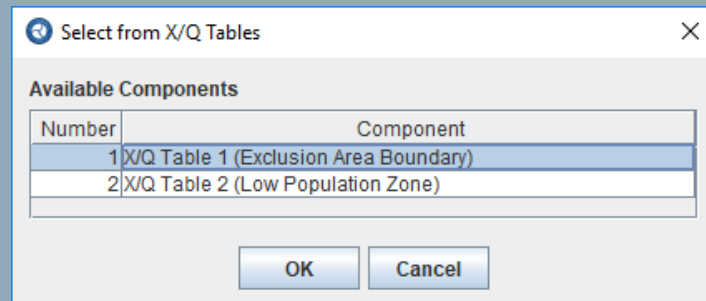 Select from X/Q Tables
Available Components
Number Component
1 X/Q Table 1 (Exclusion Area Boundary)
2 X/Q Table 2 (Low Population Zone)
OK Cancel